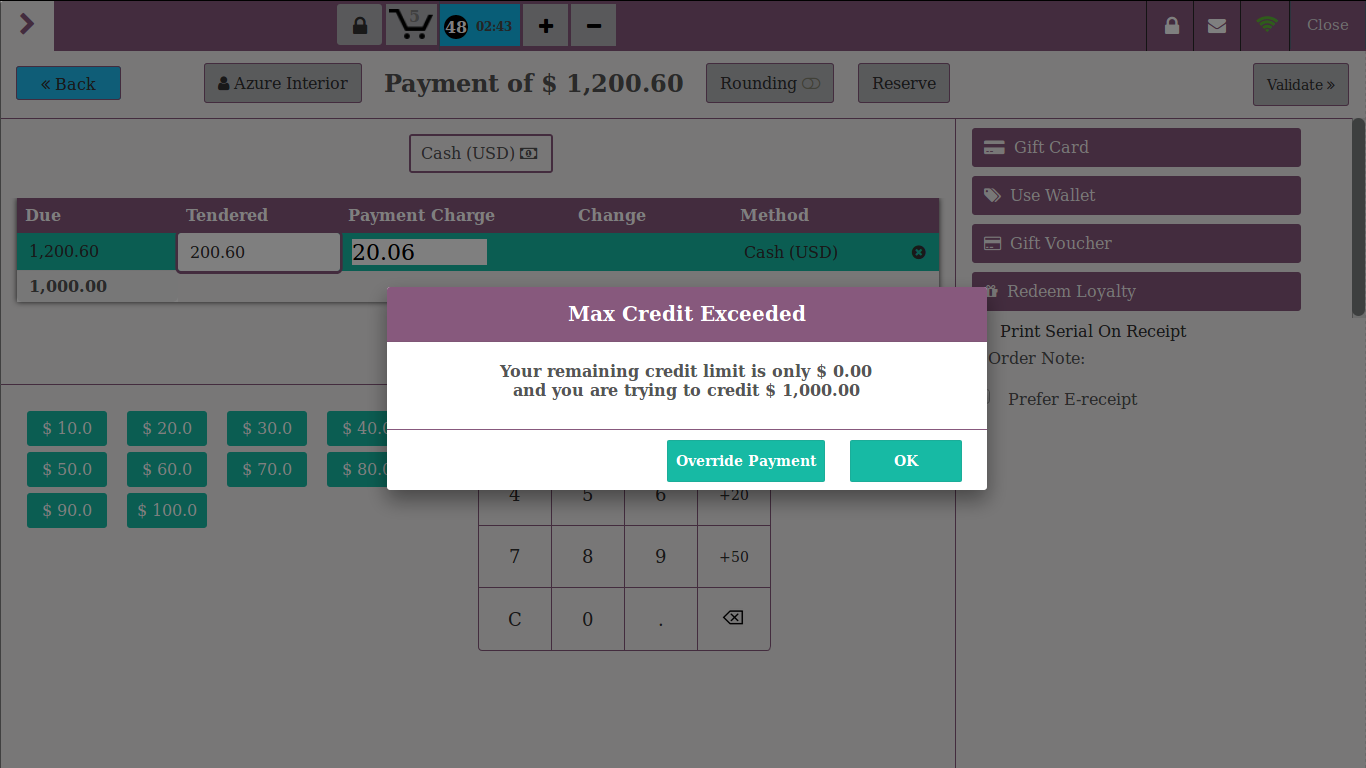 5
48 02:43
Close
« Back
Azure Interior
Payment of $ 1,200.60
Rounding
Reserve
Validate »
Cash (USD)
Due Tendered Payment Charge Change Method
1,200.60 200.60 20.06 Cash (USD)
1,000.00
Gift Card
Use Wallet
Gift Voucher
Redeem Loyalty
Print Serial On Receipt
Order Note:
Prefer E-receipt
Max Credit Exceeded
Your remaining credit limit is only $ 0.00
and you are trying to credit $ 1,000.00
Override Payment OK
$ 10.0 $ 20.0 $ 30.0 $ 40.0
$ 50.0 $ 60.0 $ 70.0 $ 80.0
$ 90.0 $ 100.0
4 5 6 +20
7 8 9 +50
C 0 .